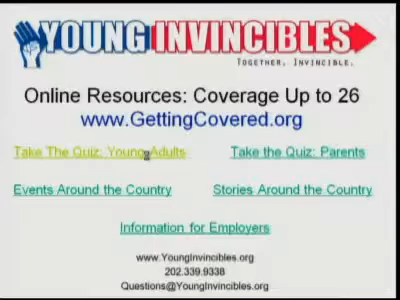 YOUNG INVINCIBLES
TOGETHER. INVINCIBLE.
Online Resources: Coverage Up to 26
www.GettingCovered.org
Take The Quiz: Young Adults
Take the Quiz: Parents
Events Around the Country
Stories Around the Country
Information for Employers
www.YoungInvincibles.org
202.339.9338
Questions@YoungInvincibles.org